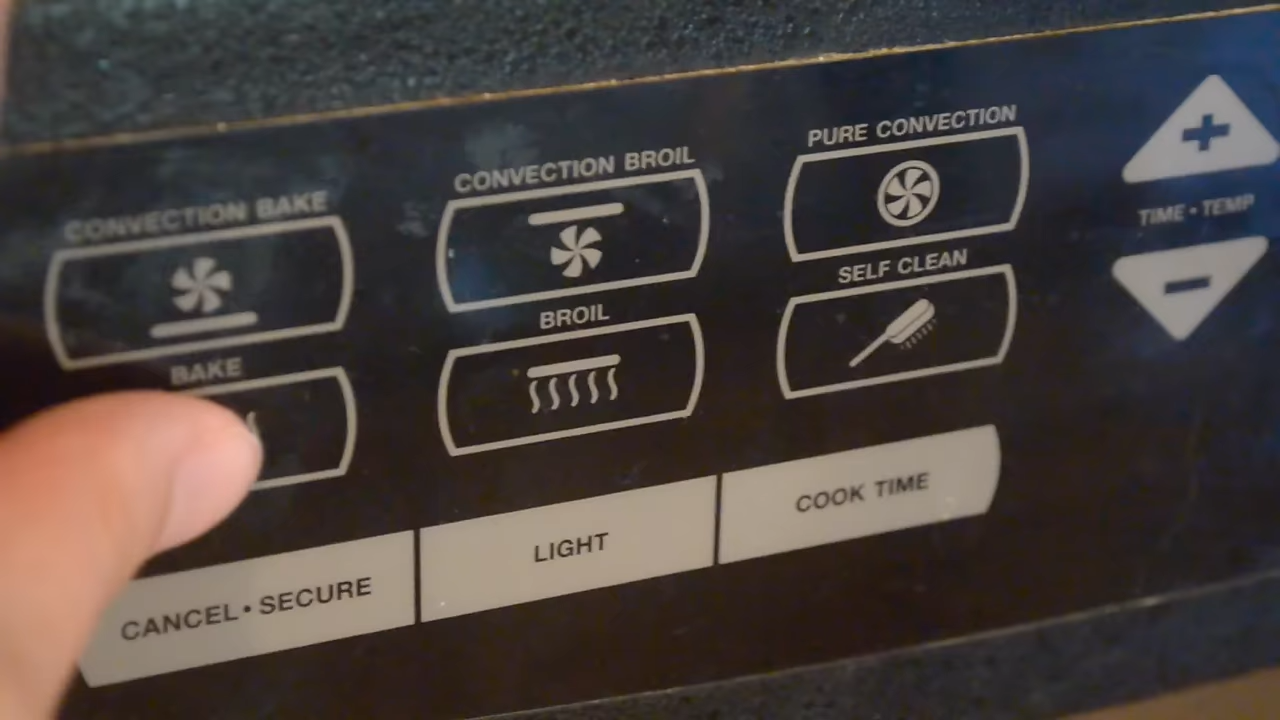 CONVECTION BAKE
CONVECTION BROIL
PURE CONVECTION
BAKE
BROIL
SELF CLEAN
TIME • TEMP
CANCEL • SECURE
LIGHT
COOK TIME